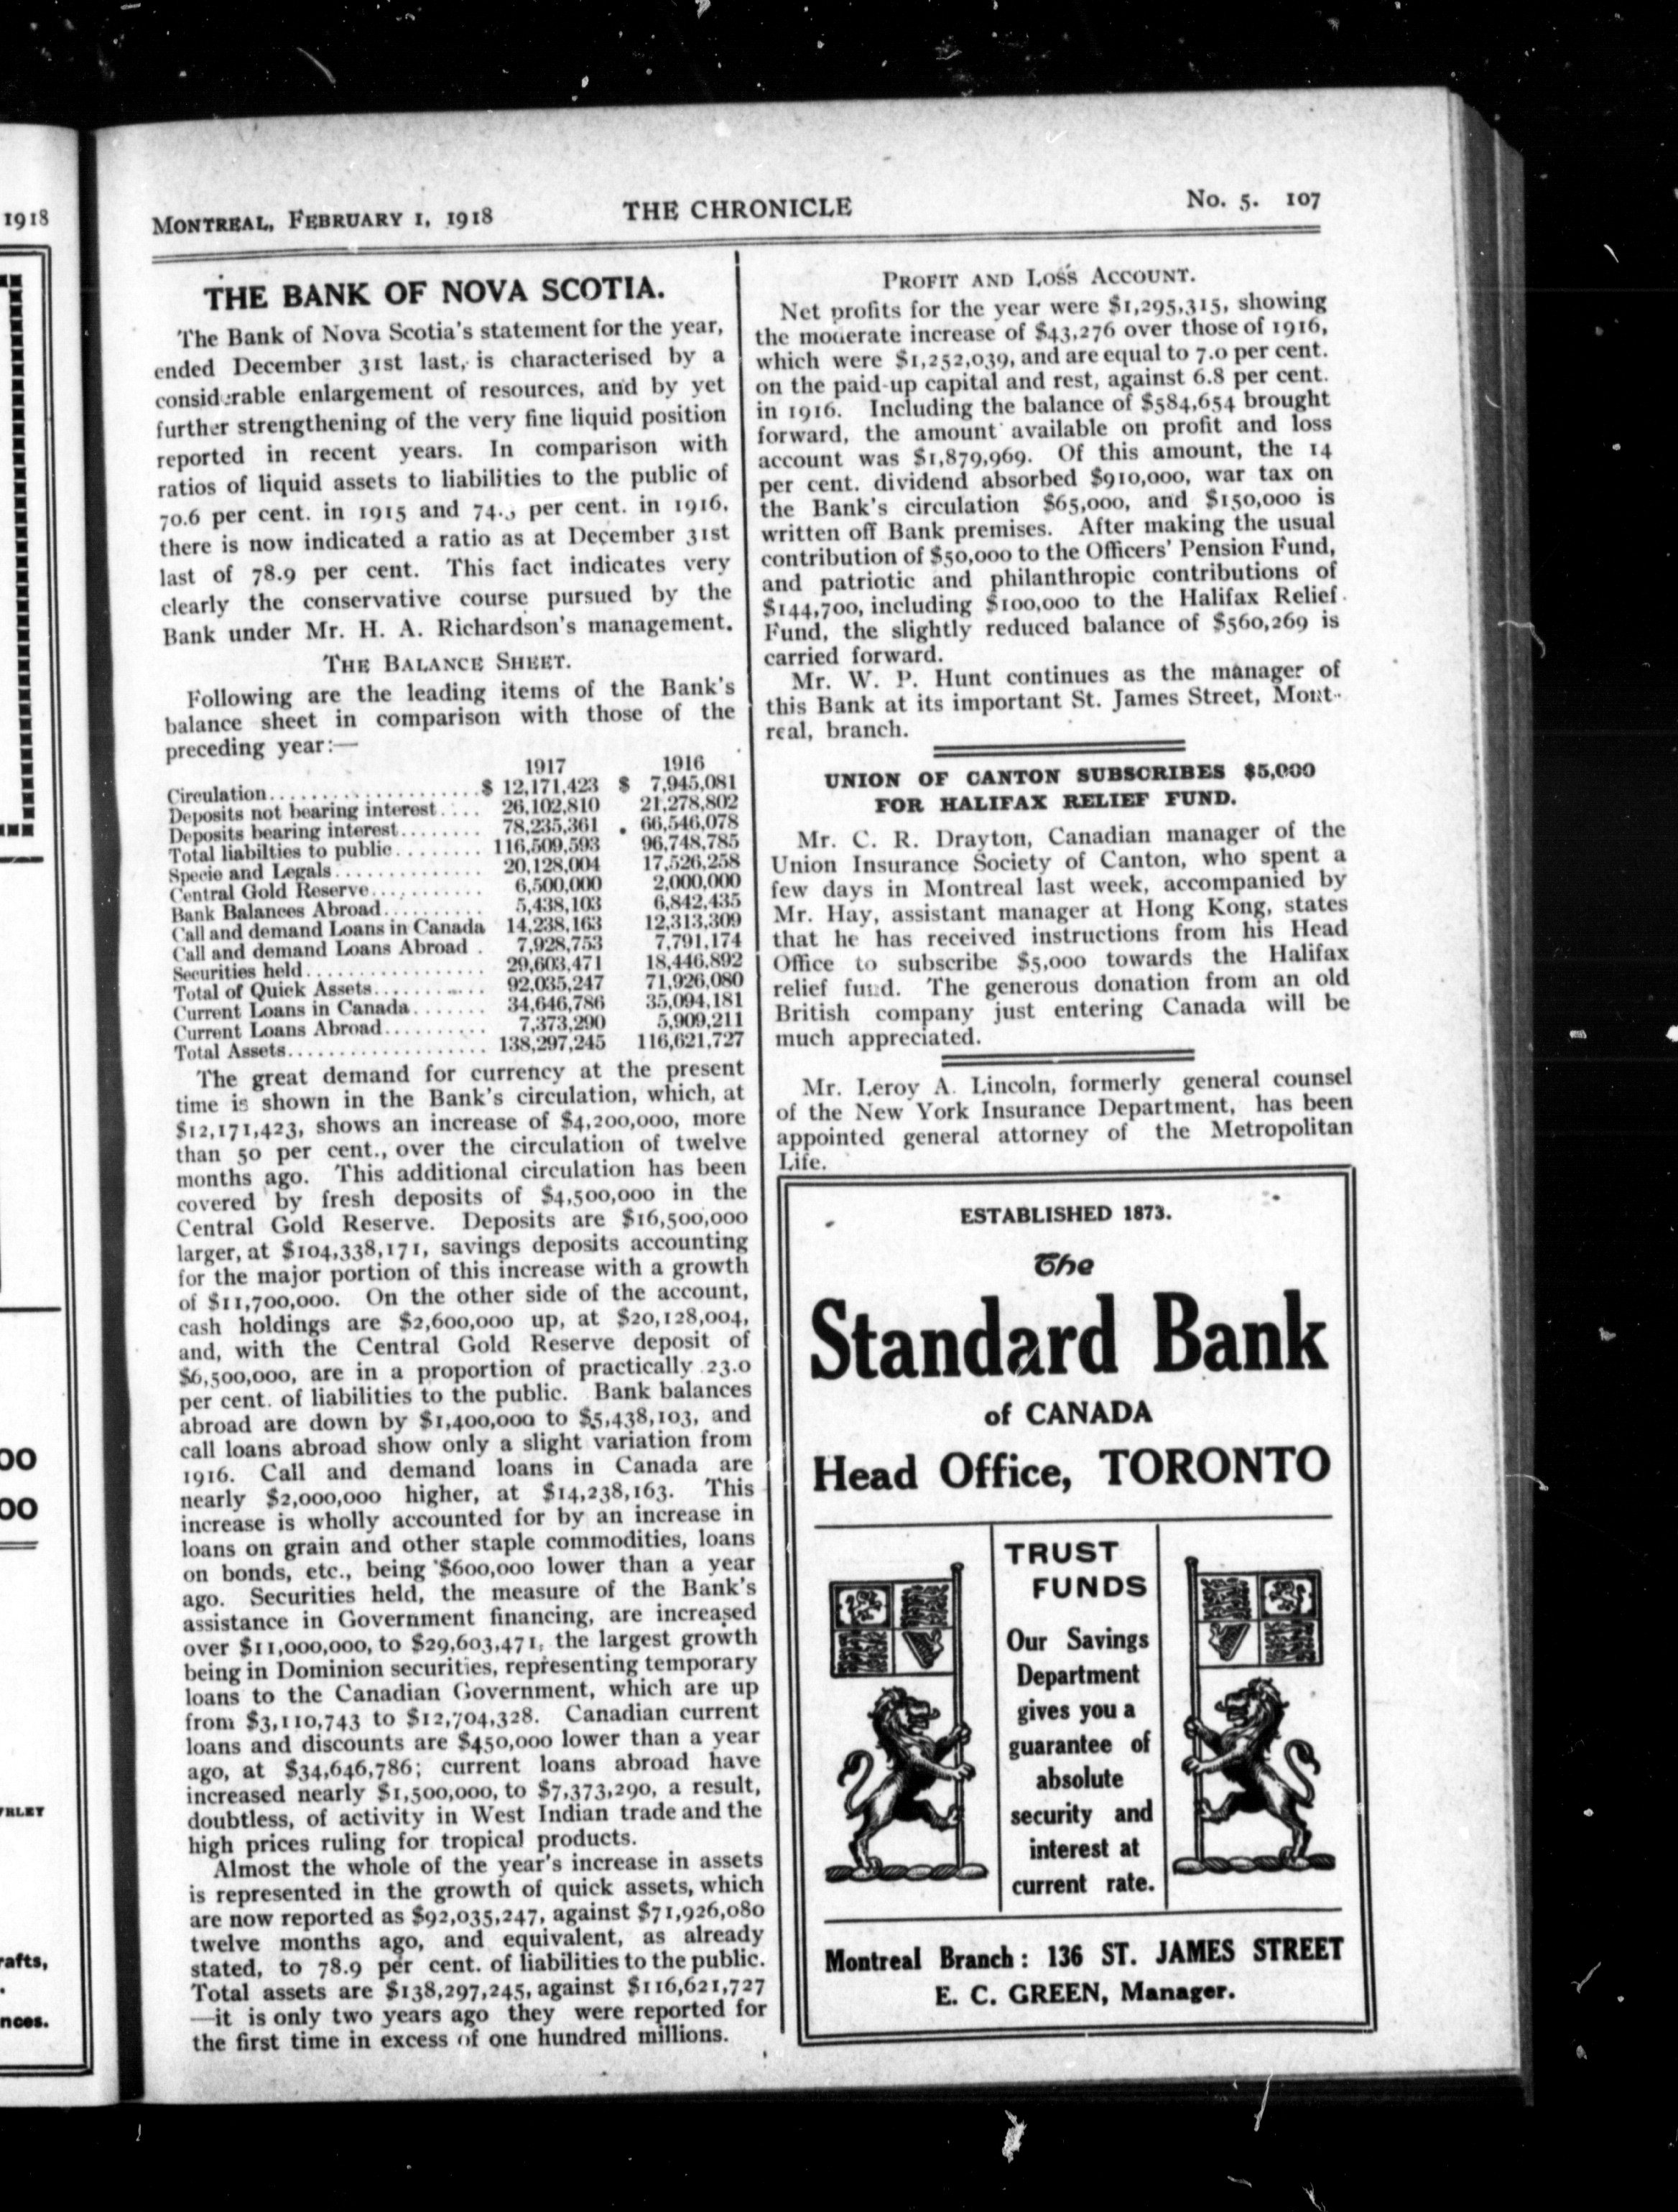 1918
OO
OO
rafts,
nces.
MONTREAL, FEBRUARY 1, 1918
THE CHRONICLE
No. 5. 107
THE BANK OF NOVA SCOTIA.
The Bank of Nova Scotia's statement for the year,
ended December 31st last, is characterised by a
considerable enlargement of resources, and by yet
further strengthening of the very fine liquid position
reported in recent years. In comparison with
ratios of liquid assets to liabilities to the public of
70.6 per cent. in 1915 and per cent. in 1916,
there is now indicated a ratio as at December 31st
last of 78.9 per cent. This fact indicates very
clearly the conservative course pursued by the
Bank under Mr. H. A. Richardson's management.
THE BALANCE SHEET.
Following are the leading items of the Bank's
balance sheet in comparison with those of the
preceding year:—
1917 1916
Circulation.................... $ 12,171,423 $ 7,945,081
Deposits not bearing interest.... 26,102,810 21,278,802
Deposits bearing interest........ 78,235,361 66,546,078
Total liabilties to public........ 116,509,593 96,748,785
Specie and Legals.............. 20,128,004 17,526,258
Central Gold Reserve........... 6,500,000 2,000,000
Bank Balances Abroad.......... 5,438,103 6,842,435
Call and demand Loans in Canada 14,238,163 12,313,309
Call and demand Loans Abroad . 7,928,753 7,791,174
Securities held................. 29,603,471 18,446,892
Total of Quick Assets........... 92,035,247 71,926,080
Current Loans in Canada....... 34,646,786 35,094,181
Current Loans Abroad.......... 7,373,290 5,909,211
Total Assets................... 138,297,245 116,621,727
The great demand for currency at the present
time is shown in the Bank's circulation, which, at
$12,171,423, shows an increase of $4,200,000, more
than 50 per cent., over the circulation of twelve
months ago. This additional circulation has been
covered by fresh deposits of $4,500,000 in the
Central Gold Reserve. Deposits are $16,500,000
larger, at $104,338,171, savings deposits accounting
for the major portion of this increase with a growth
of $11,700,000. On the other side of the account,
cash holdings are $2,600,000 up, at $20,128,004,
and, with the Central Gold Reserve deposit of
$6,500,000, are in a proportion of practically 23.0
per cent. of liabilities to the public. Bank balances
abroad are down by $1,400,000 to $5,438,103, and
call loans abroad show only a slight variation from
1916. Call and demand loans in Canada are
nearly $2,000,000 higher, at $14,238,163. This
increase is wholly accounted for by an increase in
loans on grain and other staple commodities, loans
on bonds, etc., being $600,000 lower than a year
ago. Securities held, the measure of the Bank's
assistance in Government financing, are increased
over $11,000,000, to $29,603,471, the largest growth
being in Dominion securities, representing temporary
loans to the Canadian Government, which are up
from $3,110,743 to $12,704,328. Canadian current
loans and discounts are $450,000 lower than a year
ago, at $34,646,786; current loans abroad have
increased nearly $1,500,000, to $7,373,290, a result,
doubtless, of activity in West Indian trade and the
high prices ruling for tropical products.
Almost the whole of the year's increase in assets
is represented in the growth of quick assets, which
are now reported as $92,035,247, against $71,926,080
twelve months ago, and equivalent, as already
stated, to 78.9 per cent. of liabilities to the public.
Total assets are $138,297,245, against $116,621,727
—it is only two years ago they were reported for
the first time in excess of one hundred millions.
PROFIT AND LOSS ACCOUNT.
Net profits for the year were $1,295,315, showing
the moderate increase of $43,276 over those of 1916,
which were $1,252,039, and are equal to 7.0 per cent.
on the paid-up capital and rest, against 6.8 per cent.
in 1916. Including the balance of $584,654 brought
forward, the amount available on profit and loss
account was $1,879,969. Of this amount, the 14
per cent. dividend absorbed $910,000, war tax on
the Bank's circulation $65,000, and $150,000 is
written off Bank premises. After making the usual
contribution of $50,000 to the Officers' Pension Fund,
and patriotic and philanthropic contributions of
$144,700, including $100,000 to the Halifax Relief
Fund, the slightly reduced balance of $560,269 is
carried forward.
Mr. W. P. Hunt continues as the manager of
this Bank at its important St. James Street, Mont-
real, branch.
UNION OF CANTON SUBSCRIBES $5,000
FOR HALIFAX RELIEF FUND.
Mr. C. R. Drayton, Canadian manager of the
Union Insurance Society of Canton, who spent a
few days in Montreal last week, accompanied by
Mr. Hay, assistant manager at Hong Kong, states
that he has received instructions from his Head
Office to subscribe $5,000 towards the Halifax
relief fund. The generous donation from an old
British company just entering Canada will be
much appreciated.
Mr. Leroy A. Lincoln, formerly general counsel
of the New York Insurance Department, has been
appointed general attorney of the Metropolitan
Life.
ESTABLISHED 1873.
The
Standard Bank
of CANADA
Head Office, TORONTO
TRUST
FUNDS
Our Savings
Department
gives you a
guarantee of
absolute
security and
interest at
current rate.
Montreal Branch: 136 ST. JAMES STREET
E. C. GREEN, Manager.